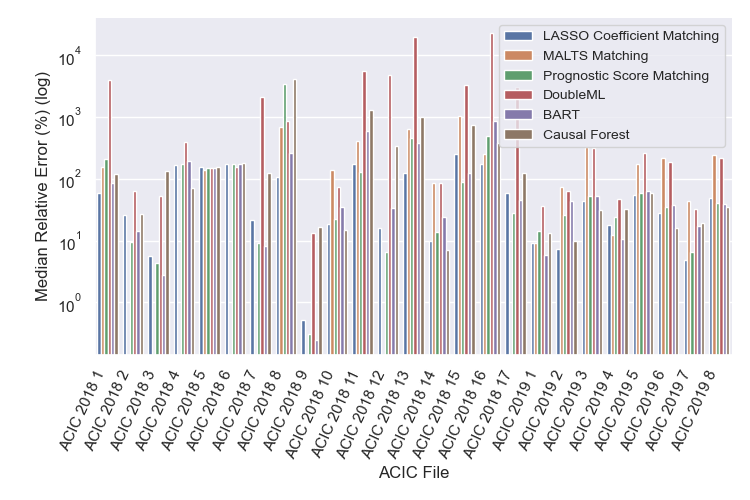 LASSO Coefficient Matching
MALTS Matching
Prognostic Score Matching
DoubleML
BART
Causal Forest
Median Relative Error (%) (log)
10^4
10^3
10^2
10^1
10^0
ACIC 2018 1
ACIC 2018 2
ACIC 2018 3
ACIC 2018 4
ACIC 2018 5
ACIC 2018 6
ACIC 2018 7
ACIC 2018 8
ACIC 2018 9
ACIC 2018 10
ACIC 2018 11
ACIC 2018 12
ACIC 2018 13
ACIC 2018 14
ACIC 2018 15
ACIC 2018 16
ACIC 2018 17
ACIC 2019 1
ACIC 2019 2
ACIC 2019 3
ACIC 2019 4
ACIC 2019 5
ACIC 2019 6
ACIC 2019 7
ACIC 2019 8
ACIC File